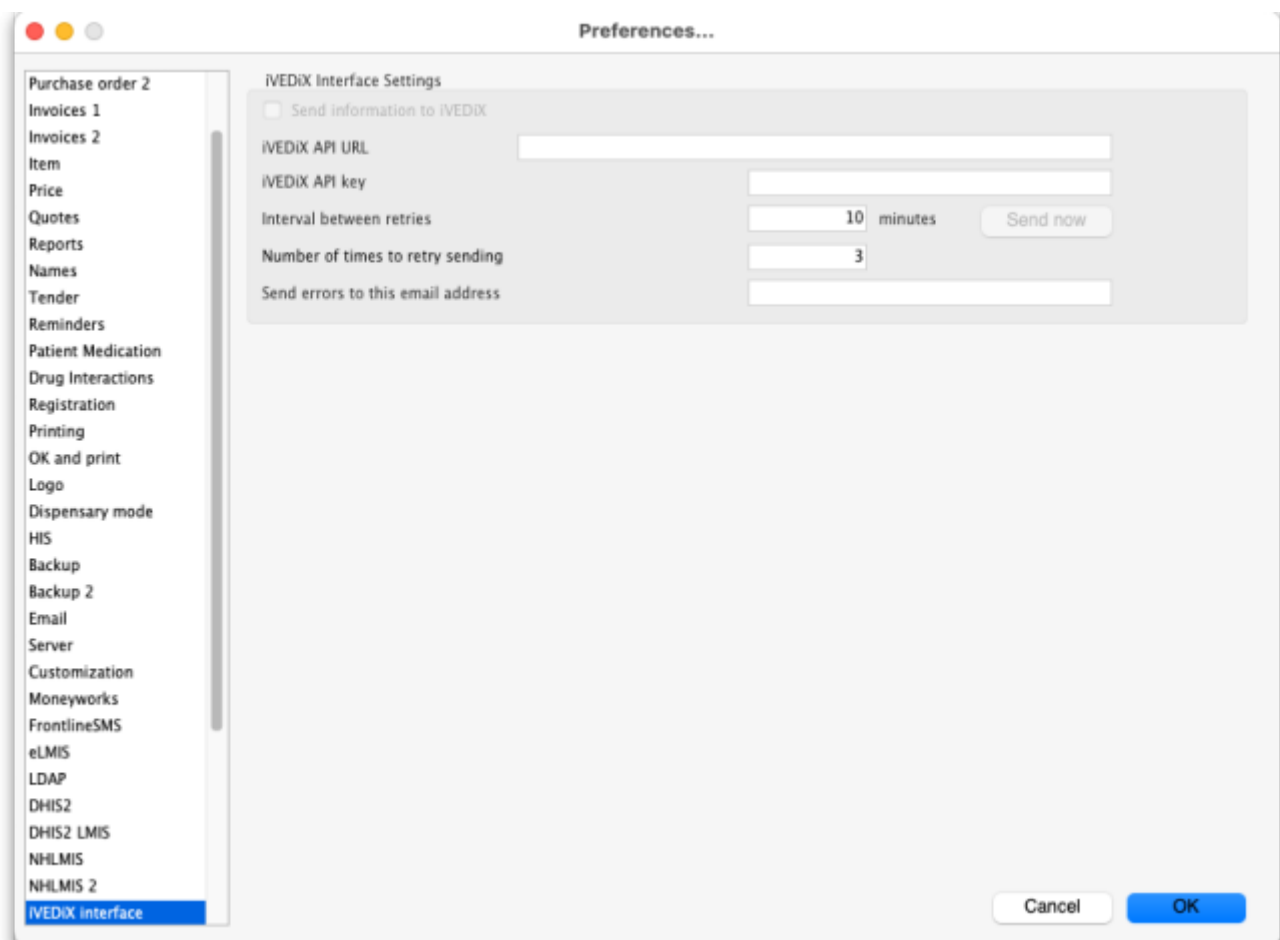 Preferences...
Purchase order 2
Invoices 1
Invoices 2
Item
Price
Quotes
Reports
Names
Tender
Reminders
Patient Medication
Drug Interactions
Registration
Printing
OK and print
Logo
Dispensary mode
HIS
Backup
Backup 2
Email
Server
Customization
Moneyworks
FrontlineSMS
eLMIS
LDAP
DHIS2
DHIS2 LMIS
NHLMIS
NHLMIS 2
iVEDiX interface
iVEDiX Interface Settings
Send information to iVEDiX
iVEDiX API URL
iVEDiX API key
Interval between retries 10 minutes Send now
Number of times to retry sending 3
Send errors to this email address
Cancel OK